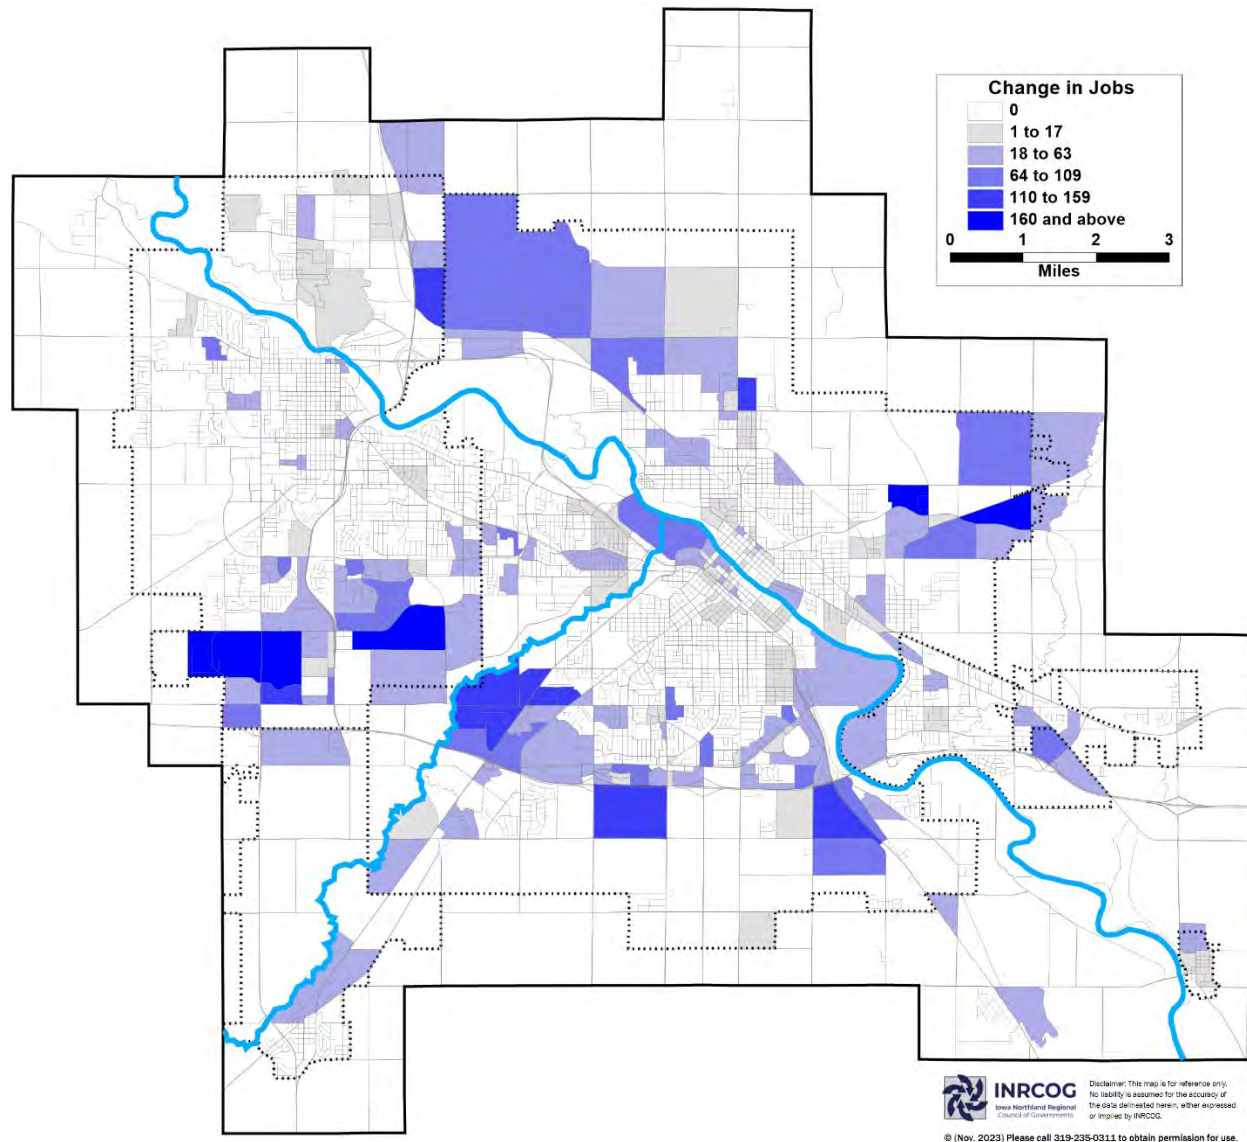 Change in Jobs
0
1 to 17
18 to 63
64 to 109
110 to 159
160 and above
0 1 2 3
Miles
INRCOG
Iowa Northland Regional
Council of Governments
Disclaimer: This map is for reference only.
No liability is assumed for the accuracy of
the data delineated herein, either expressed
or implied by INRCOG.
© (Nov. 2023) Please call 319-235-0311 to obtain permission for use.